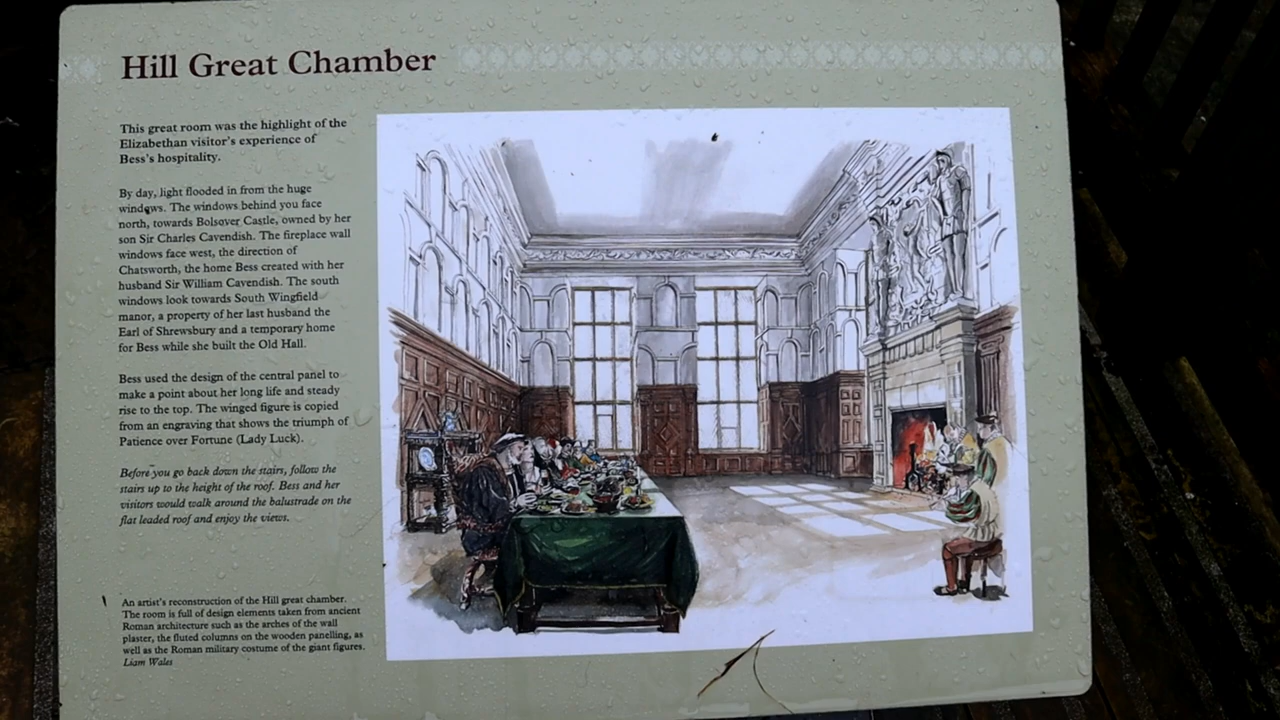 Hill Great Chamber
This great room was the highlight of the
Elizabethan visitor's experience of
Bess's hospitality.
By day, light flooded in from the huge
windows. The windows behind you face
north, towards Bolsover Castle, owned by her
son Sir Charles Cavendish. The fireplace wall
windows face west, the direction of
Chatsworth, the home Bess created with her
husband Sir William Cavendish. The south
windows look towards South Wingfield
manor, a property of her last husband the
Earl of Shrewsbury and a temporary home
for Bess while she built the Old Hall.
Bess used the design of the central panel to
make a point about her long life and steady
rise to the top. The winged figure is copied
from an engraving that shows the triumph of
Patience over Fortune (Lady Luck).
Before you go back down the stairs, follow the
stairs up to the height of the roof. Bess and her
visitors would walk around the balustrade on the
flat leaded roof and enjoy the views.
An artist's reconstruction of the Hill great chamber.
The room is full of design elements taken from ancient
Roman architecture such as the arches of the wall
plaster, the fluted columns on the wooden panelling, as
well as the Roman military costume of the giant figures.
Liam Wales